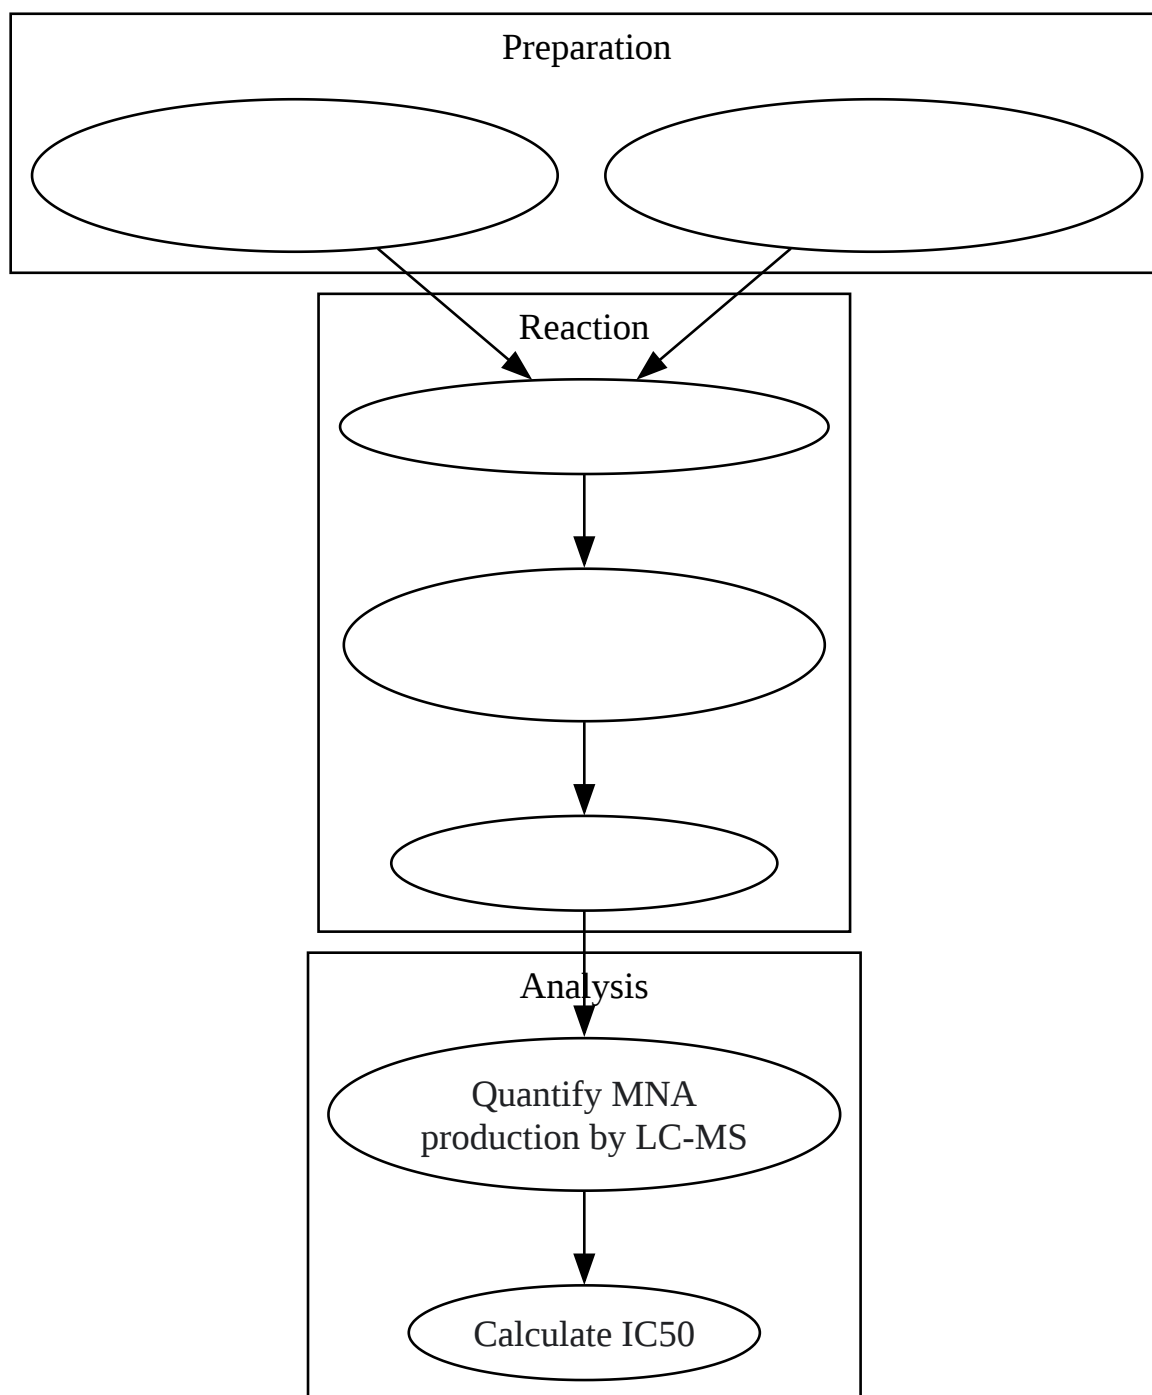 Preparation
Reaction
Analysis
Quantify MNA
production by LC-MS
Calculate IC50